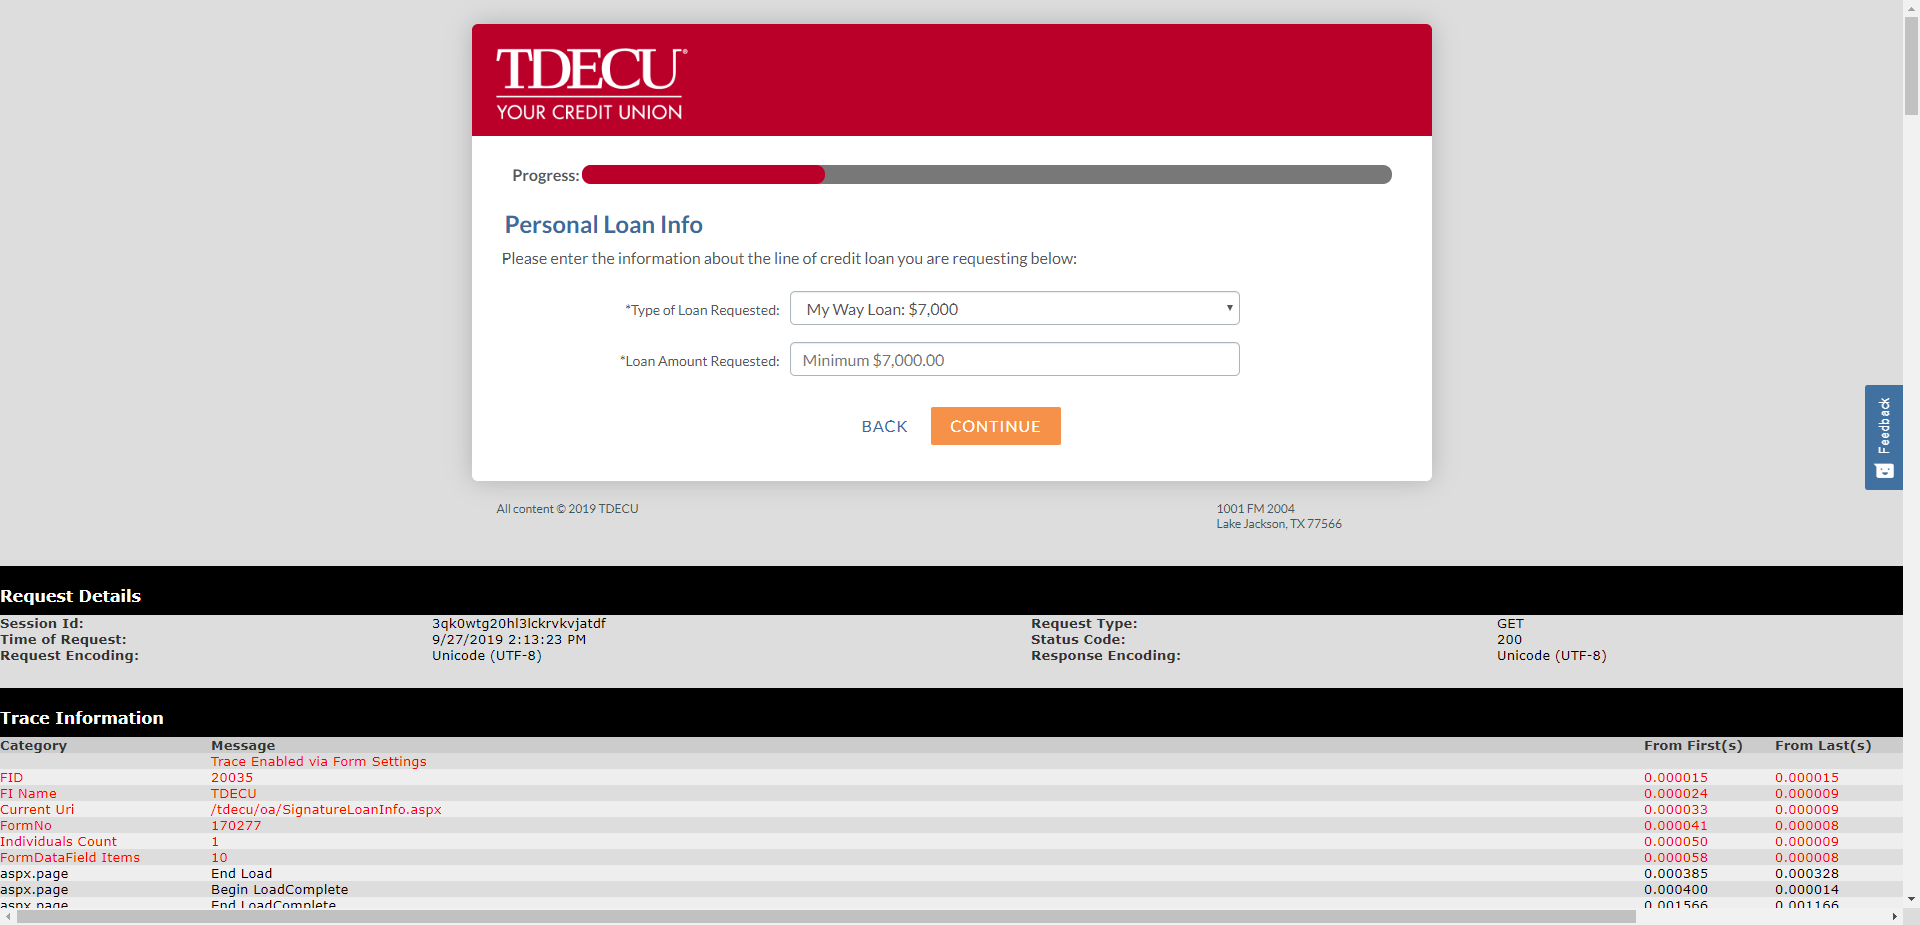 TDECU®
YOUR CREDIT UNION
Progress:
Personal Loan Info
Please enter the information about the line of credit loan you are requesting below:
*Type of Loan Requested: My Way Loan: $7,000
*Loan Amount Requested: Minimum $7,000.00
BACK CONTINUE
Feedback
All content © 2019 TDECU 1001 FM 2004
Lake Jackson, TX 77566
Request Details
Session Id: 3qk0wtg20hl3lckrvkvjatdf Request Type: GET
Time of Request: 9/27/2019 2:13:23 PM Status Code: 200
Request Encoding: Unicode (UTF-8) Response Encoding: Unicode (UTF-8)
Trace Information
Category Message From First(s) From Last(s)
Trace Enabled via Form Settings
FID 20035 0.000015 0.000015
FI Name TDECU 0.000024 0.000009
Current Uri /tdecu/oa/SignatureLoanInfo.aspx 0.000033 0.000009
FormNo 170277 0.000041 0.000008
Individuals Count 1 0.000050 0.000009
FormDataField Items 10 0.000058 0.000008
aspx.page End Load 0.000385 0.000328
aspx.page Begin LoadComplete 0.000400 0.000014
aspx.page End LoadComplete 0.001566 0.001166